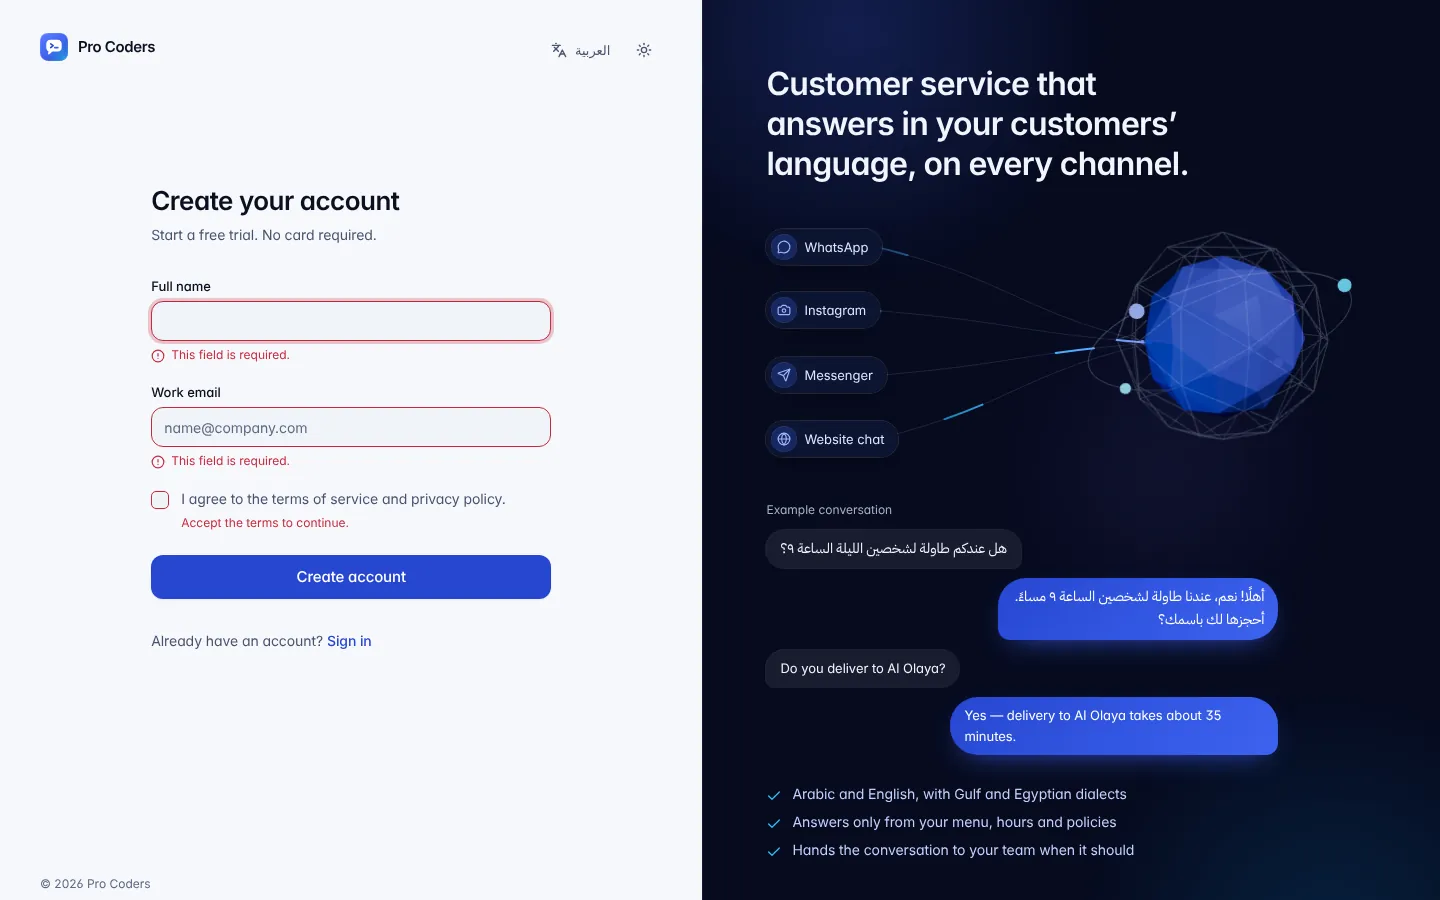 Pro Coders
العربية
Create your account
Start a free trial. No card required.
Full name
This field is required.
Work email
name@company.com
This field is required.
I agree to the terms of service and privacy policy.
Accept the terms to continue.
Create account
Already have an account? Sign in
© 2026 Pro Coders
Customer service that
answers in your customers’
language, on every channel.
WhatsApp
Instagram
Messenger
Website chat
Example conversation
هل عندكم طاولة لشخصين الليلة الساعة ٩؟
أهلًا! نعم، عندنا طاولة لشخصين الساعة ٩ مساءً.
أحجزها لك باسمك؟
Do you deliver to Al Olaya?
Yes — delivery to Al Olaya takes about 35
minutes.
Arabic and English, with Gulf and Egyptian dialects
Answers only from your menu, hours and policies
Hands the conversation to your team when it should